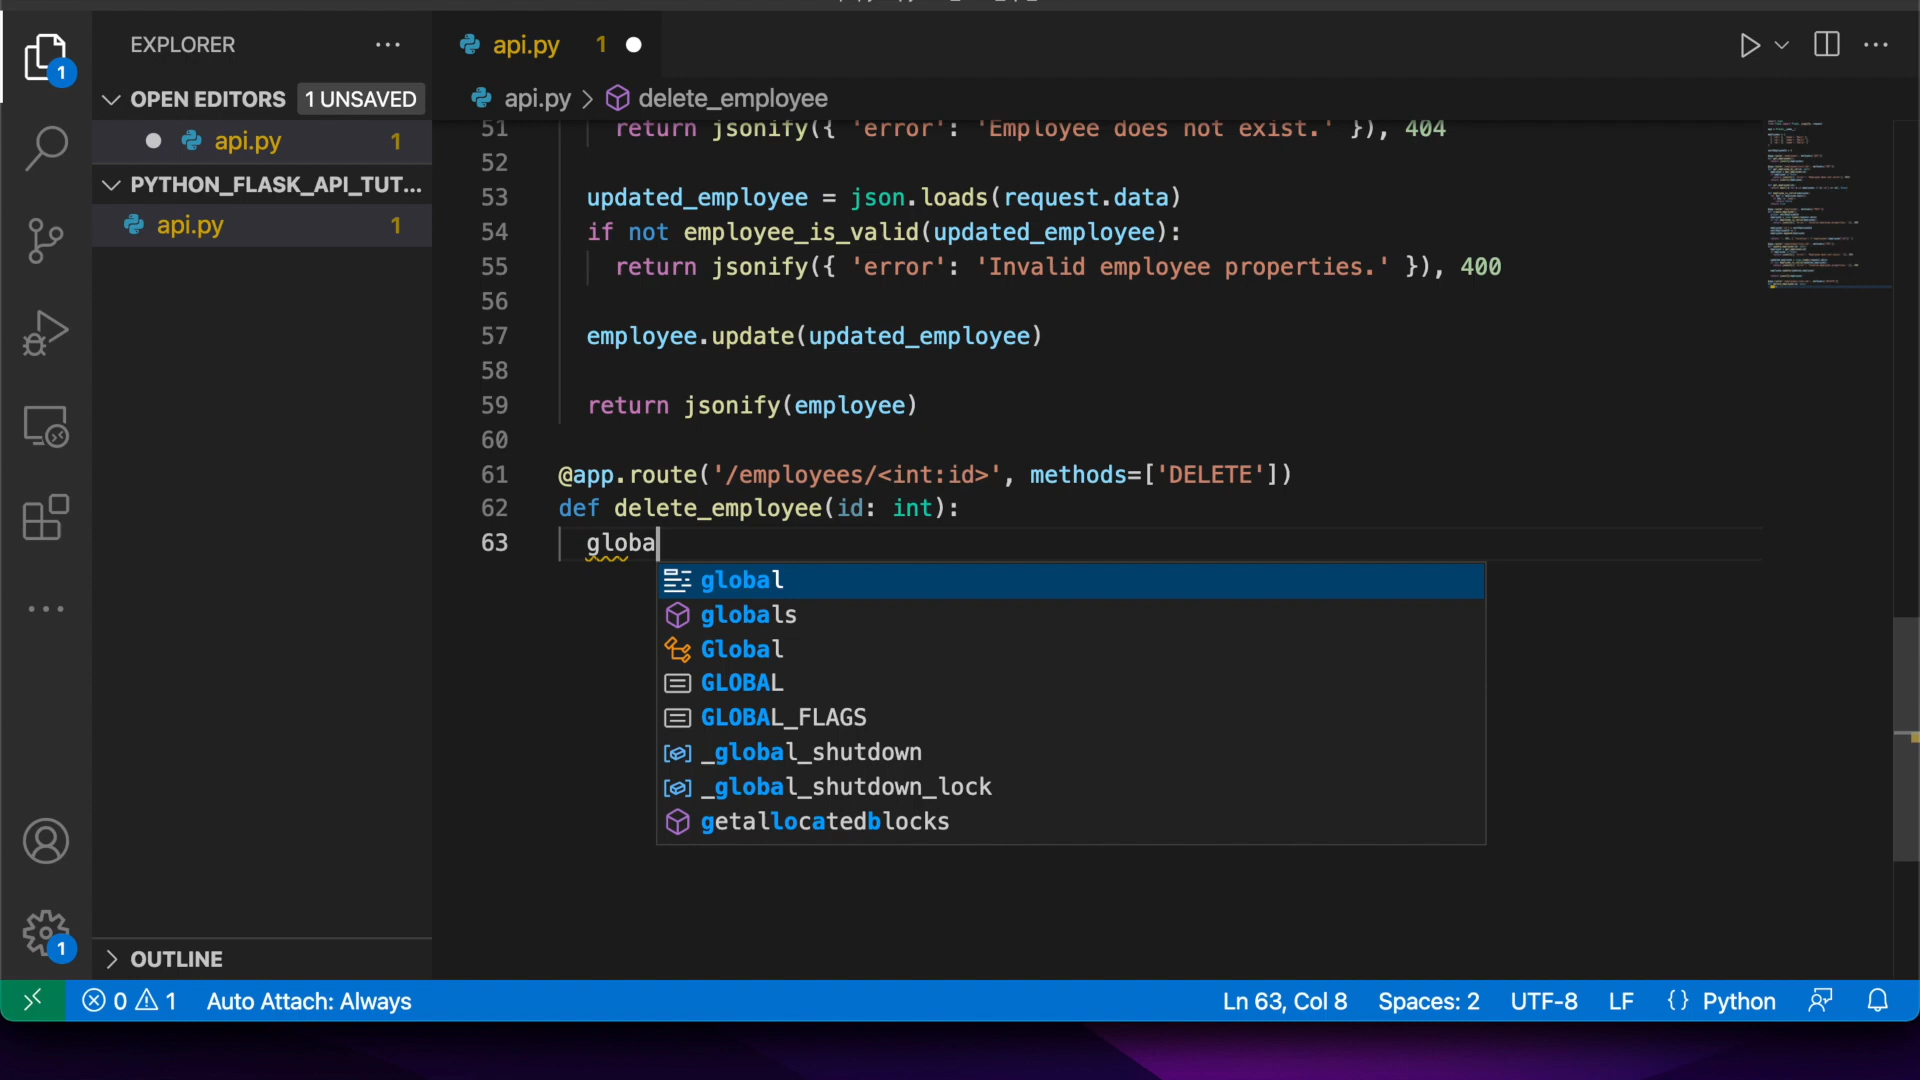 EXPLORER
api.py 1
OPEN EDITORS 1 UNSAVED
api.py 1
PYTHON_FLASK_API_TUT...
api.py 1
OUTLINE
api.py > delete_employee
51 return jsonify({ 'error': 'Employee does not exist.' }), 404
52
53 updated_employee = json.loads(request.data)
54 if not employee_is_valid(updated_employee):
55 return jsonify({ 'error': 'Invalid employee properties.' }), 400
56
57 employee.update(updated_employee)
58
59 return jsonify(employee)
60
61 @app.route('/employees/<int:id>', methods=['DELETE'])
62 def delete_employee(id: int):
63 globa
global
globals
Global
GLOBAL
GLOBAL_FLAGS
_global_shutdown
_global_shutdown_lock
getallocatedblocks
1
1
0 1 Auto Attach: Always
Ln 63, Col 8 Spaces: 2 UTF-8 LF {} Python